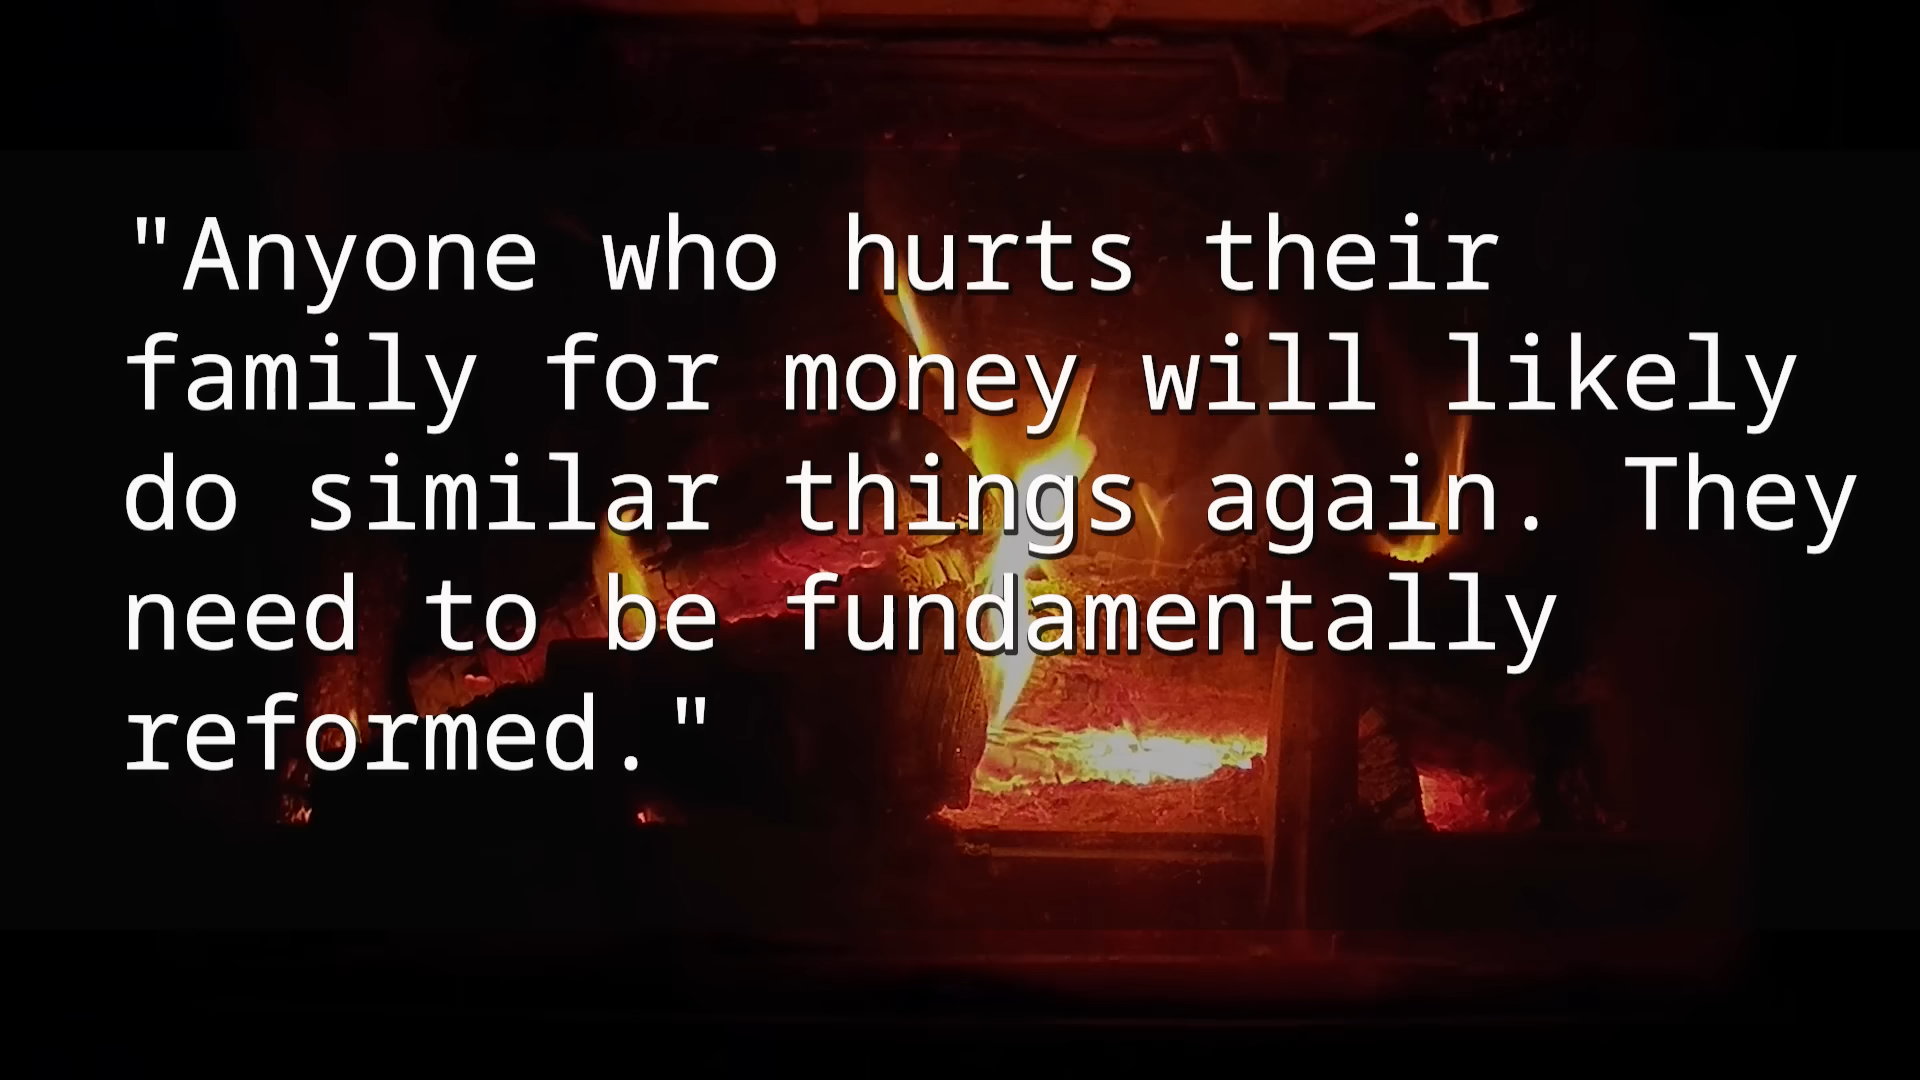 "Anyone who hurts their
family for money will likely
do similar things again. They
need to be fundamentally
reformed."